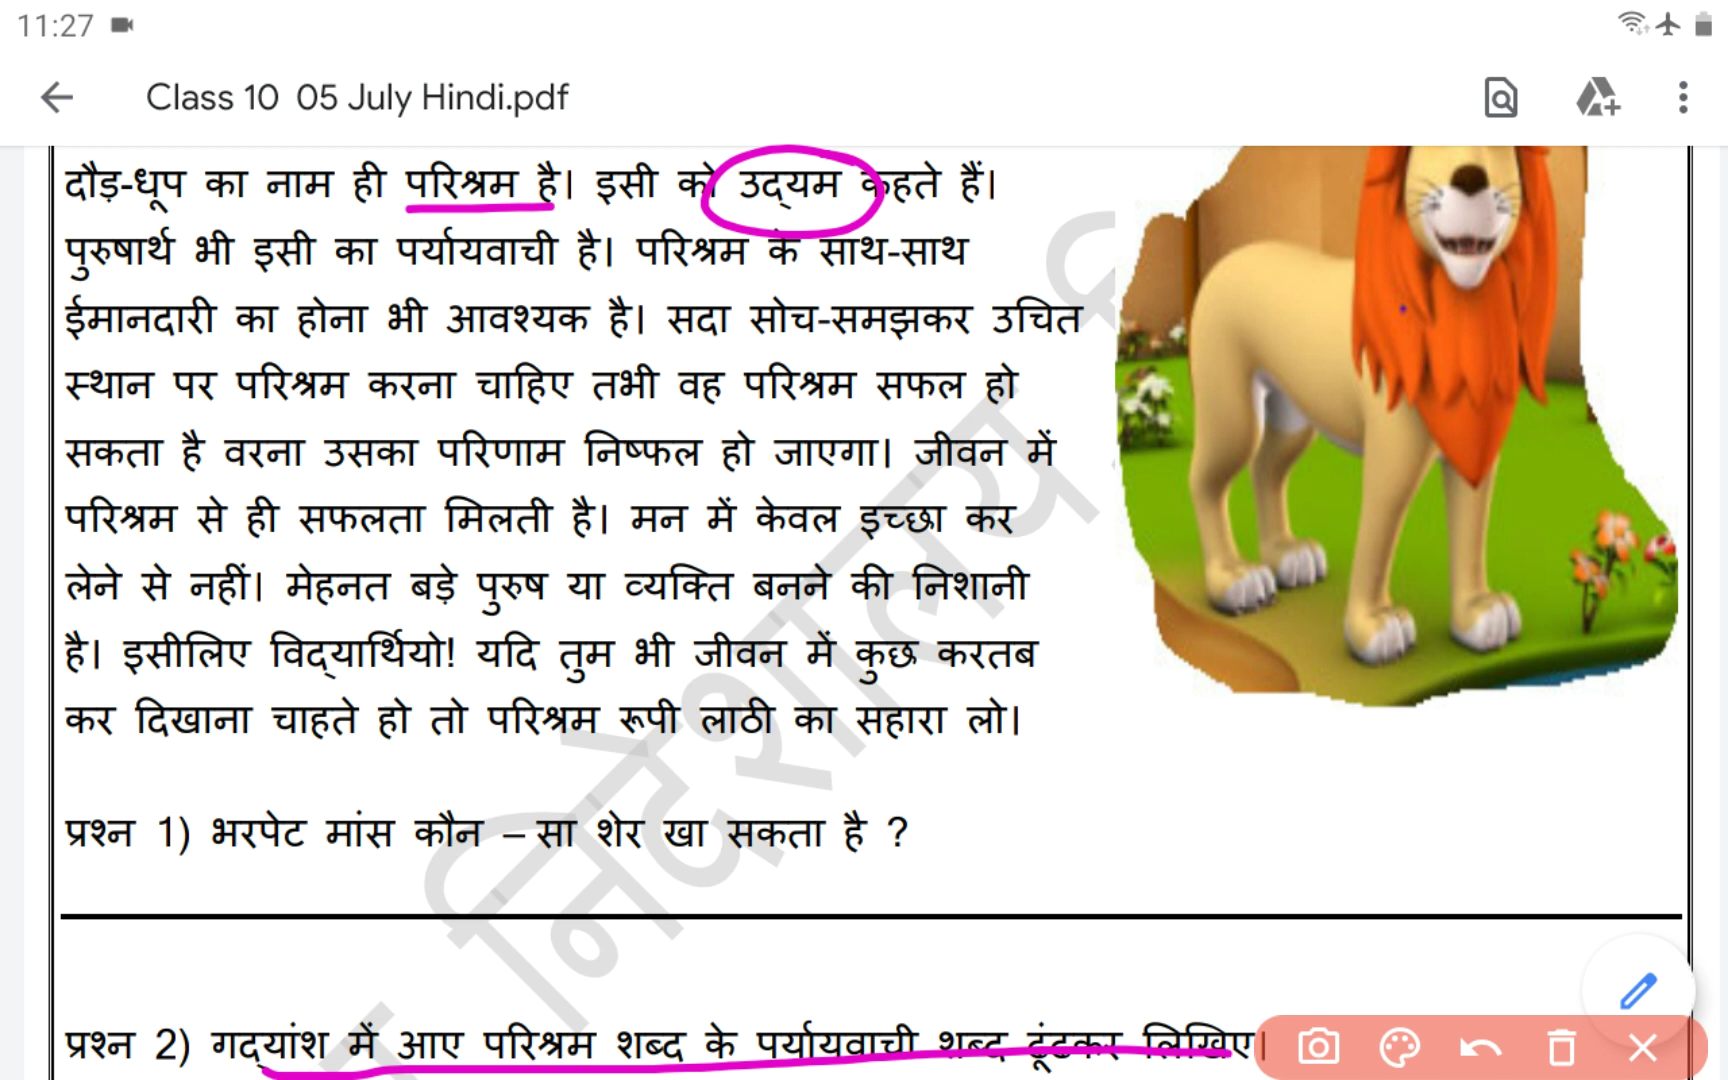 11:27
Class 10 05 July Hindi.pdf
दौड़-धूप का नाम ही परिश्रम है। इसी को उद्यम कहते हैं।
पुरुषार्थ भी इसी का पर्यायवाची है। परिश्रम के साथ-साथ
ईमानदारी का होना भी आवश्यक है। सदा सोच-समझकर उचित
स्थान पर परिश्रम करना चाहिए तभी वह परिश्रम सफल हो
सकता है वरना उसका परिणाम निष्फल हो जाएगा। जीवन में
परिश्रम से ही सफलता मिलती है। मन में केवल इच्छा कर
लेने से नहीं। मेहनत बड़े पुरुष या व्यक्ति बनने की निशानी
है। इसीलिए विद्यार्थियो! यदि तुम भी जीवन में कुछ करतब
कर दिखाना चाहते हो तो परिश्रम रूपी लाठी का सहारा लो।
प्रश्न 1) भरपेट मांस कौन – सा शेर खा सकता है ?
प्रश्न 2) गद्यांश में आए परिश्रम शब्द के पर्यायवाची शब्द ढूंढकर लिखिए।
निदेशालय